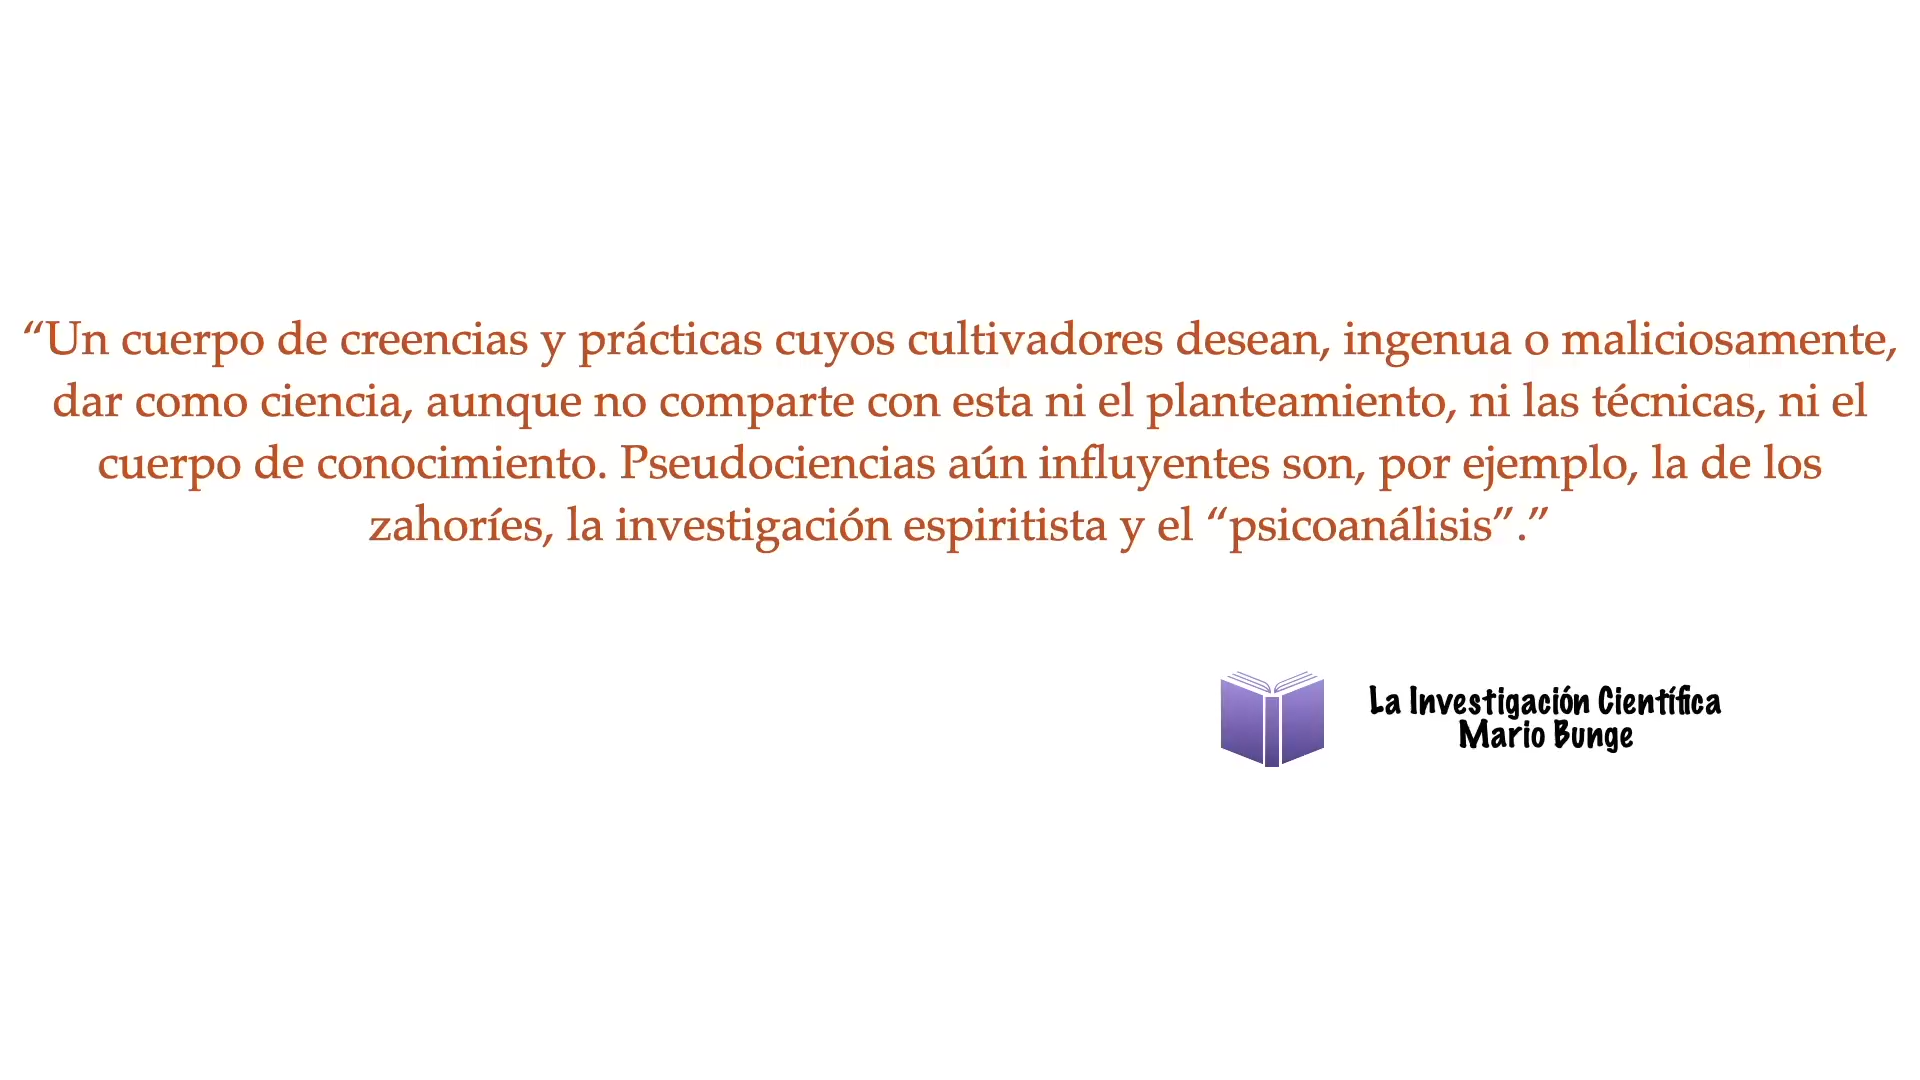 “Un cuerpo de creencias y prácticas cuyos cultivadores desean, ingenua o maliciosamente,
dar como ciencia, aunque no comparte con esta ni el planteamiento, ni las técnicas, ni el
cuerpo de conocimiento. Pseudociencias aún influyentes son, por ejemplo, la de los
zahoríes, la investigación espiritista y el “psicoanálisis”.”
La Investigación Científica
Mario Bunge